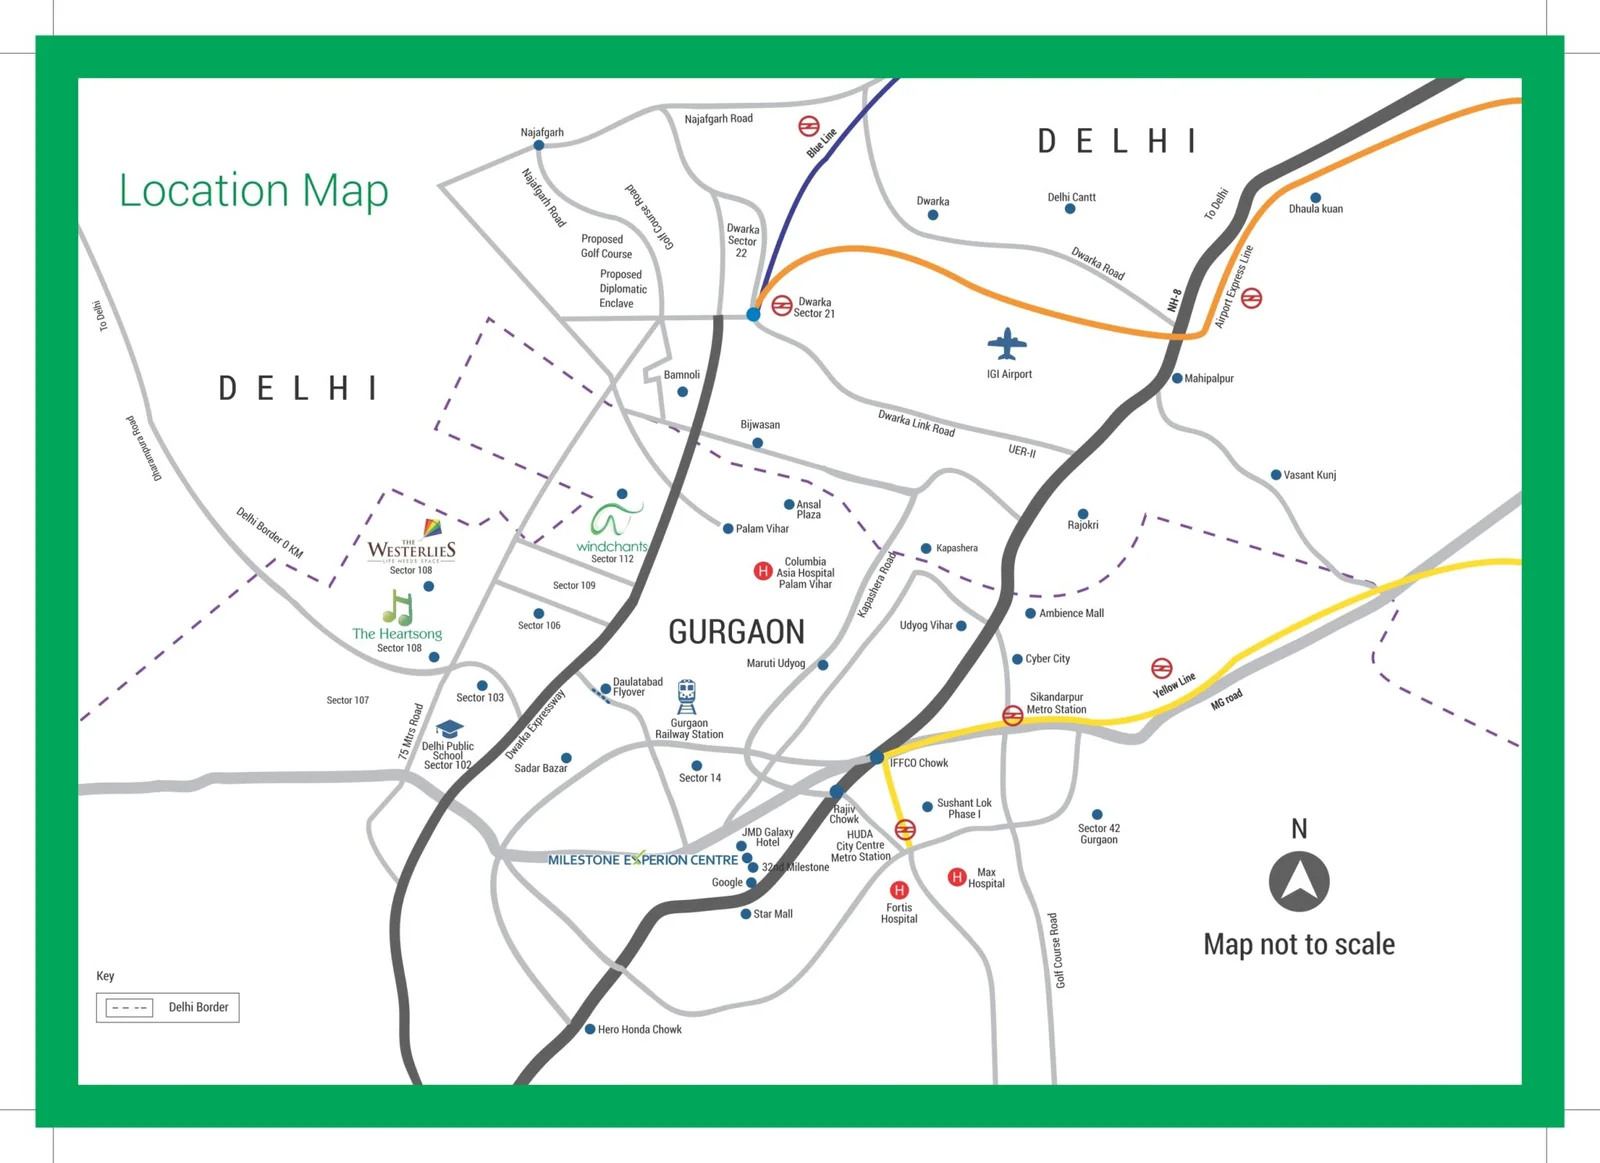 Location Map
DELHI
DELHI
GURGAON
Najafgarh
Najafgarh Road
Najafgarh Road
Golf Course Road
Proposed
Golf Course
Proposed
Diplomatic
Enclave
Dwarka
Sector
22
Blue Line
Dwarka
Sector 21
Dwarka
Delhi Cantt
Dwarka Road
To Delhi
Dhaula kuan
NH-8
Airport Express Line
IGI Airport
Mahipalpur
To Delhi
Dharampura Road
Delhi Border 0 KM
Bamnoli
Bijwasan
Dwarka Link Road
UER-II
Vasant Kunj
Ansal
Plaza
Palam Vihar
Rajokri
Kapashera
Columbia
Asia Hospital
Palam Vihar
H
Kapashera Road
windchants
Sector 112
THE
WESTERLIES
LIFE NEEDS SPACE
Sector 108
The Heartsong
Sector 108
Sector 109
Sector 106
Udyog Vihar
Ambience Mall
Cyber City
Maruti Udyog
Sikandarpur
Metro Station
Yellow Line
MG road
Sector 107
Sector 103
75 Mtrs Road
Daulatabad
Flyover
Dwarka Expressway
Gurgaon
Railway Station
Delhi Public
School
Sector 102
Sadar Bazar
Sector 14
IFFCO Chowk
Rajiv
Chowk
Sushant Lok
Phase I
Sector 42
Gurgaon
HUDA
City Centre
Metro Station
JMD Galaxy
Hotel
MILESTONE EXPERION CENTRE
32nd Milestone
Google
Star Mall
H
Max
Hospital
H
Fortis
Hospital
Golf Course Road
Hero Honda Chowk
N
Map not to scale
Key
Delhi Border